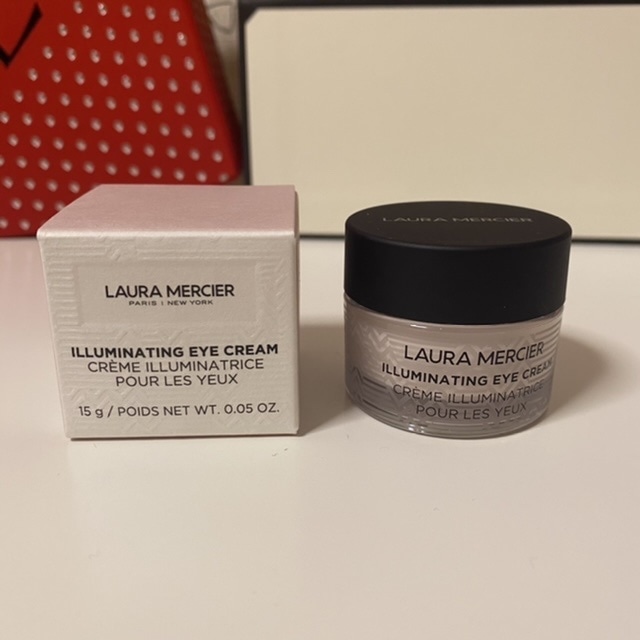 LAURA MERCIER
PARIS | NEW YORK
ILLUMINATING EYE CREAM
CRÈME ILLUMINATRICE
POUR LES YEUX
15 g / POIDS NET WT. 0.05 OZ.
LAURA MERCIER
LAURA MERCIER
ILLUMINATING EYE CREAM
CRÈME ILLUMINATRICE
POUR LES YEUX